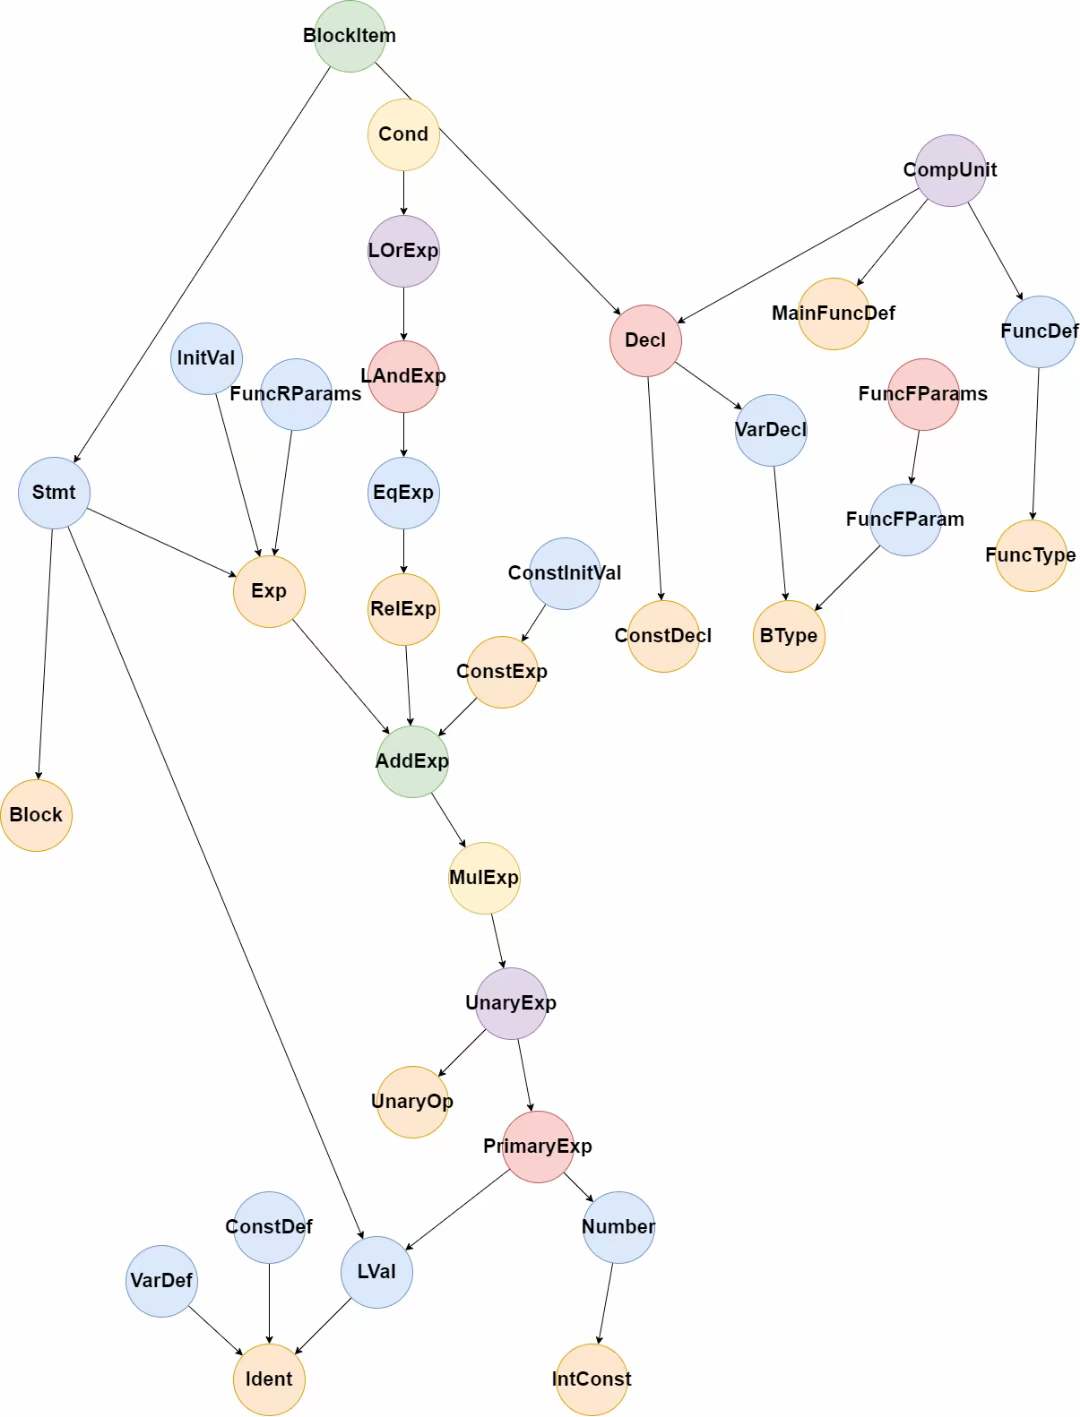 BlockItem
Cond
CompUnit
LOrExp
MainFuncDef
FuncDef
Decl
InitVal
LAndExp
FuncRParams
FuncFParams
VarDecl
Stmt
EqExp
FuncFParam
FuncType
ConstInitVal
Exp
RelExp
ConstDecl
BType
ConstExp
AddExp
Block
MulExp
UnaryExp
UnaryOp
PrimaryExp
ConstDef
Number
LVal
VarDef
Ident
IntConst